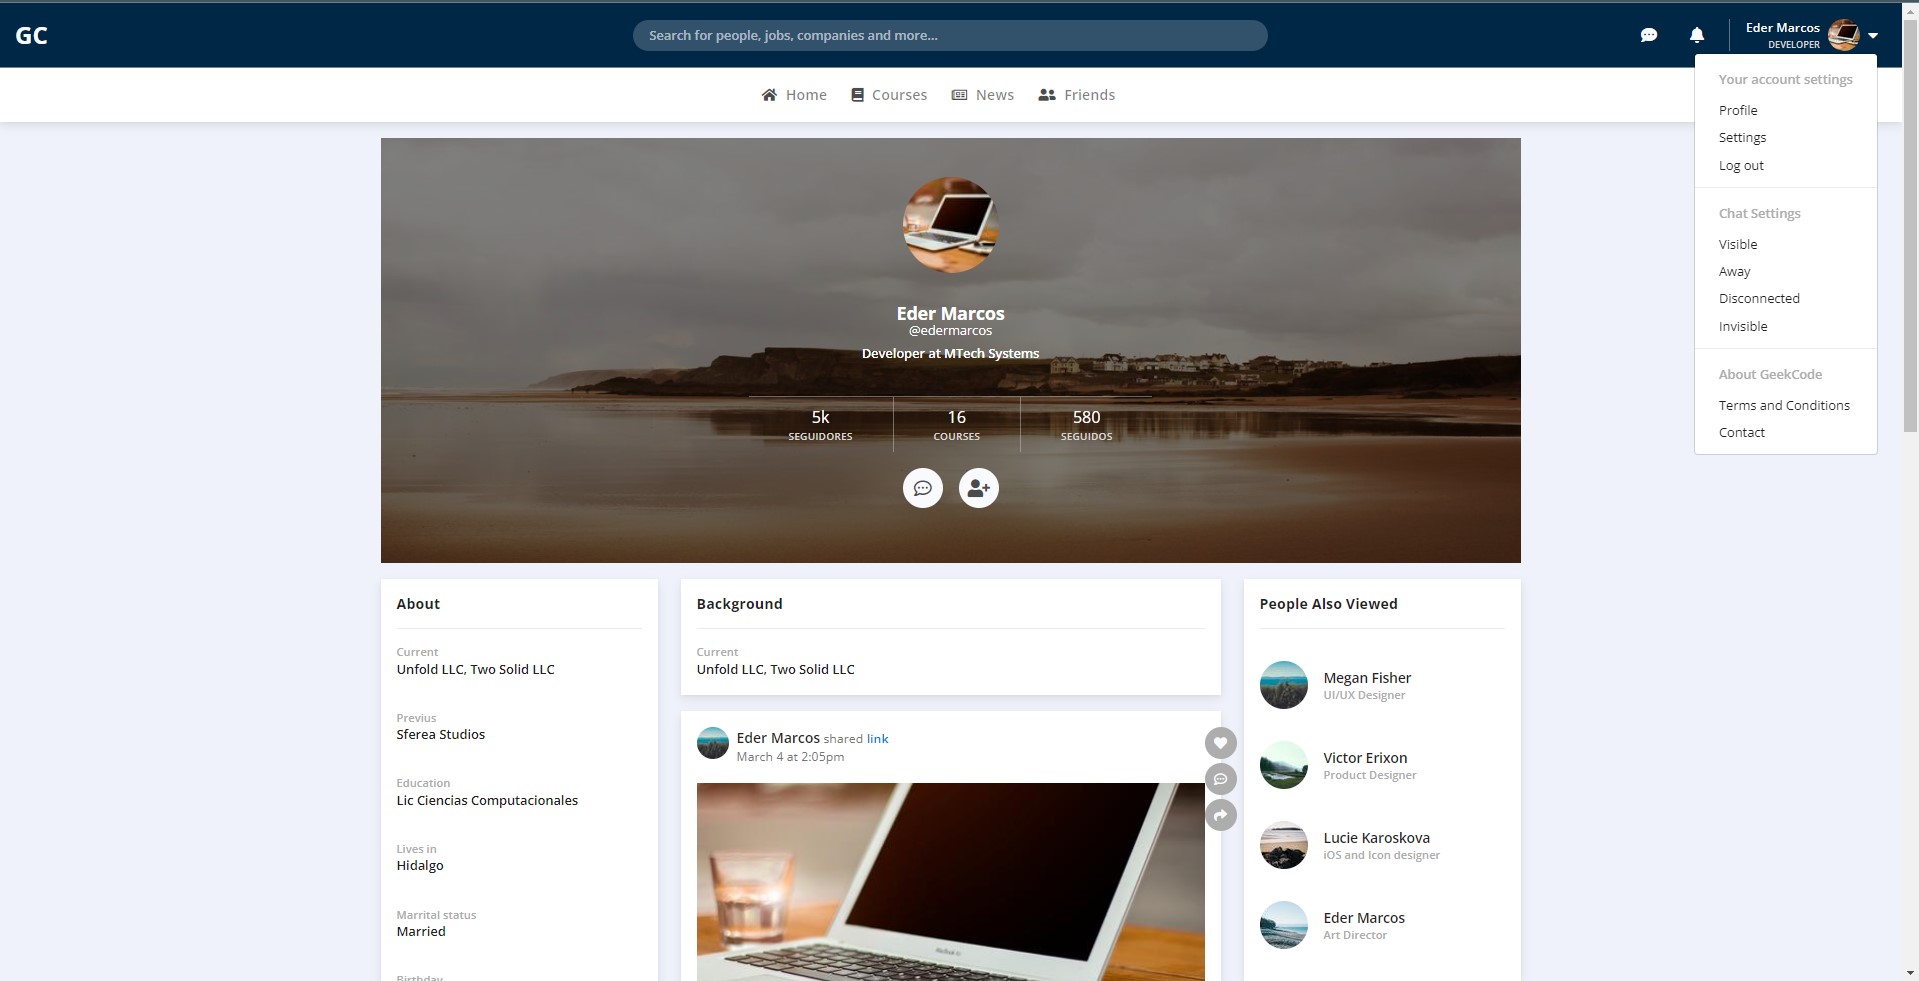 GC
Search for people, jobs, companies and more...
Eder Marcos
DEVELOPER
Your account settings
Profile
Settings
Log out
Chat Settings
Visible
Away
Disconnected
Invisible
About GeekCode
Terms and Conditions
Contact
Home
Courses
News
Friends
Eder Marcos
@edermarcos
Developer at MTech Systems
5k
SEGUIDORES
16
COURSES
580
SEGUIDOS
About
Current
Unfold LLC, Two Solid LLC
Previus
Sferea Studios
Education
Lic Ciencias Computacionales
Lives in
Hidalgo
Marrital status
Married
Birthday
Background
Current
Unfold LLC, Two Solid LLC
Eder Marcos shared link
March 4 at 2:05pm
People Also Viewed
Megan Fisher
UI/UX Designer
Victor Erixon
Product Designer
Lucie Karoskova
iOS and Icon designer
Eder Marcos
Art Director